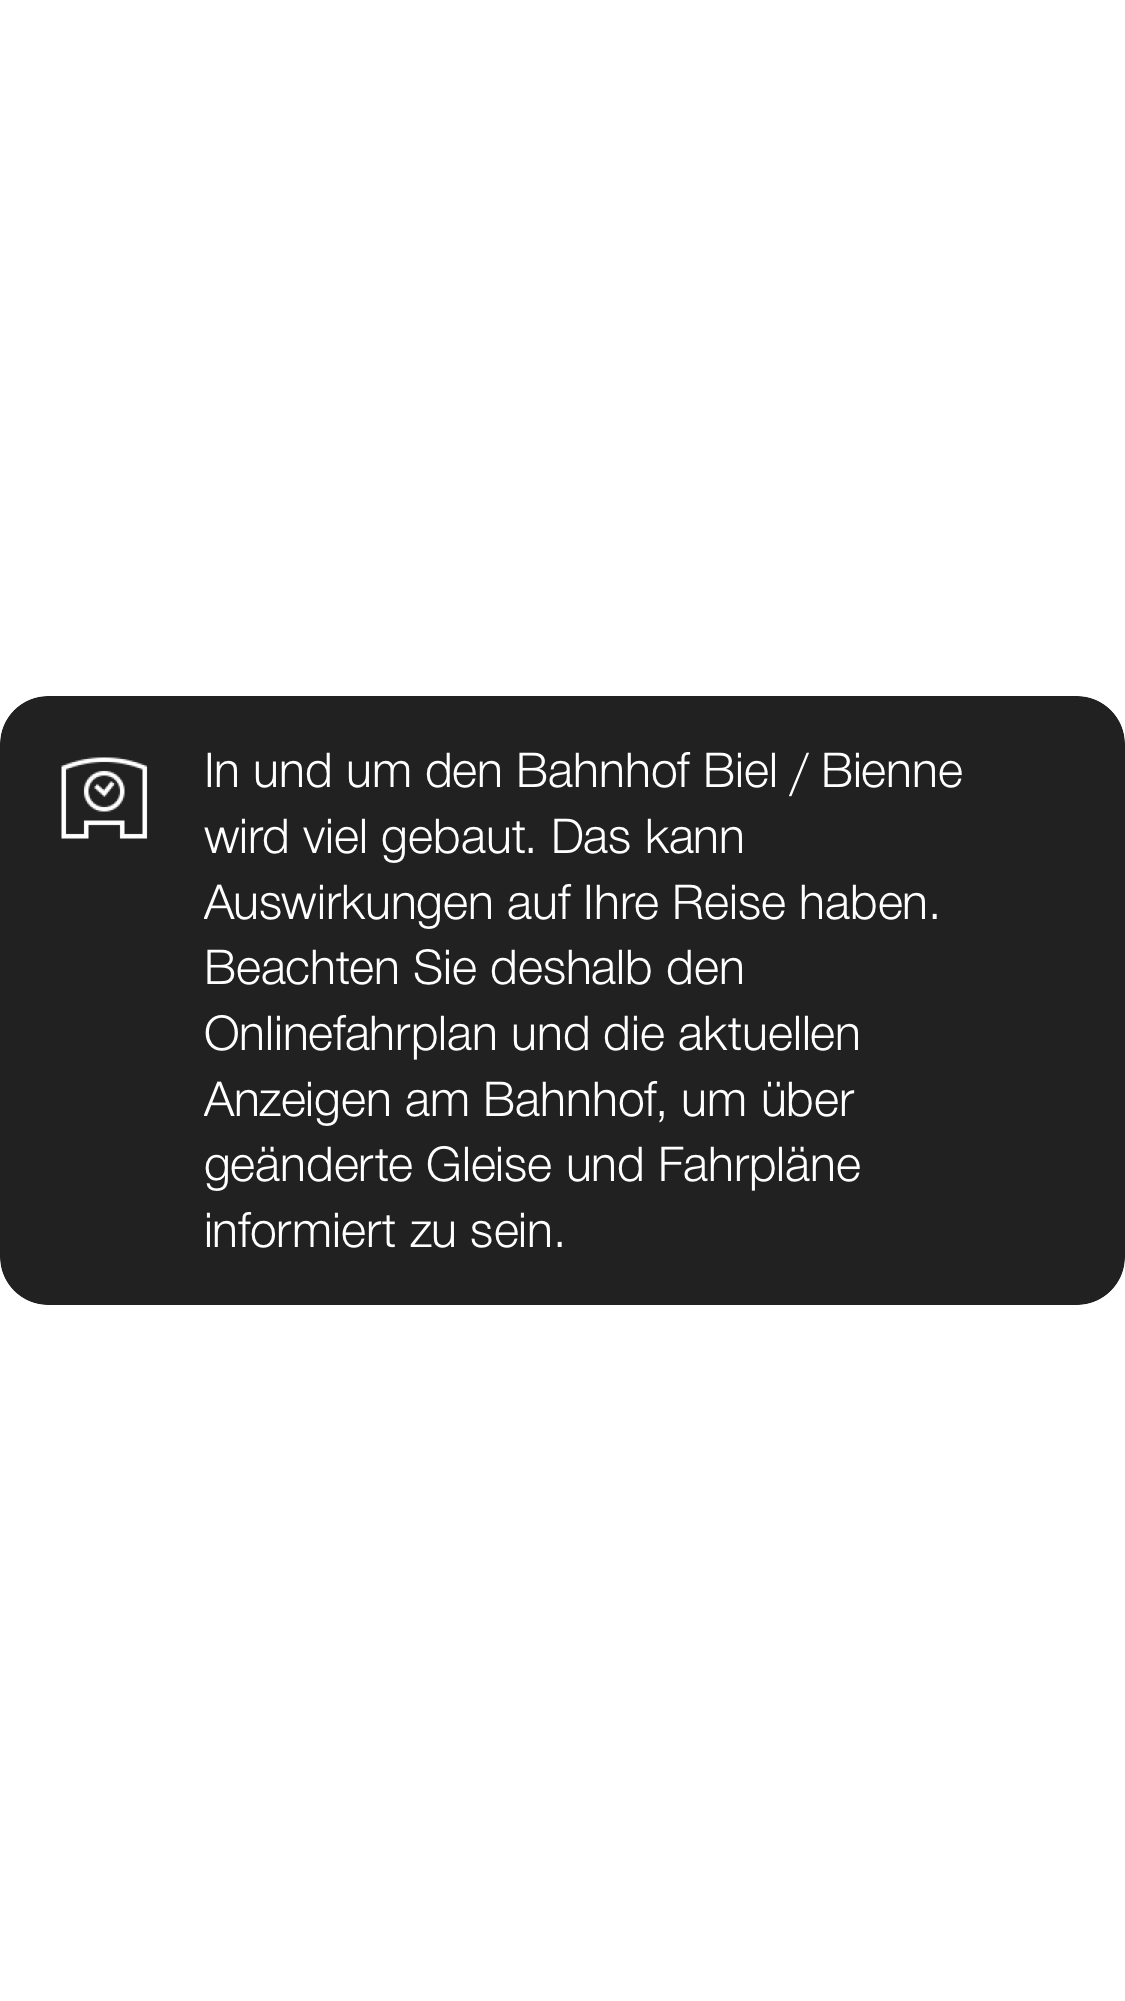 In und um den Bahnhof Biel / Bienne
wird viel gebaut. Das kann
Auswirkungen auf Ihre Reise haben.
Beachten Sie deshalb den
Onlinefahrplan und die aktuellen
Anzeigen am Bahnhof, um über
geänderte Gleise und Fahrpläne
informiert zu sein.